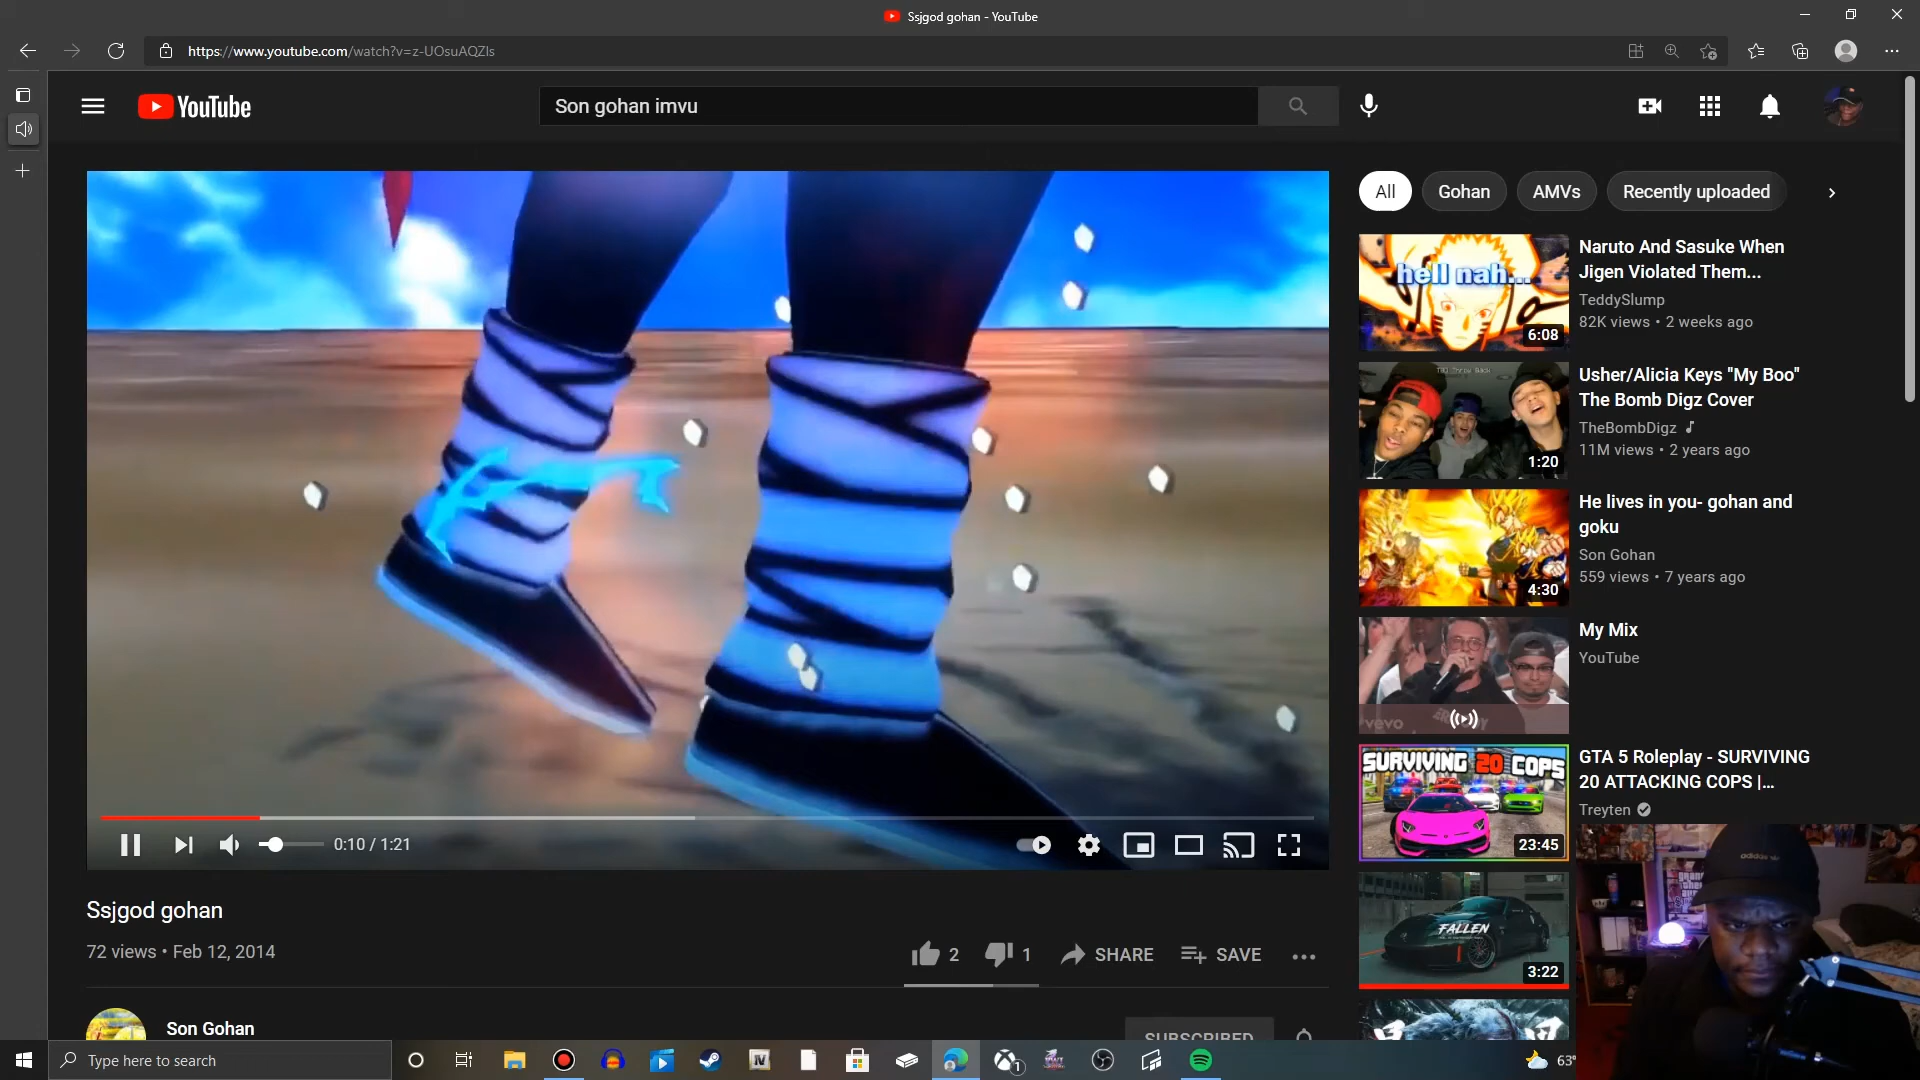 Ssjgod gohan - YouTube
https://www.youtube.com/watch?v=z-UOsuAQZIs
YouTube
Son gohan imvu
All
Gohan
AMVs
Recently uploaded
hell nah...
6:08
Naruto And Sasuke When
Jigen Violated Them...
TeddySlump
82K views • 2 weeks ago
1:20
Usher/Alicia Keys "My Boo"
The Bomb Digz Cover
TheBombDigz
11M views • 2 years ago
4:30
He lives in you- gohan and
goku
Son Gohan
559 views • 7 years ago
vevo
My Mix
YouTube
SURVIVING 20 COPS
23:45
GTA 5 Roleplay - SURVIVING
20 ATTACKING COPS |...
Treyten
FALLEN
3:22
adidas
0:10 / 1:21
Ssjgod gohan
72 views • Feb 12, 2014
2
1
SHARE
SAVE
Son Gohan
SUBSCRIBED
Type here to search
IV
1
63°